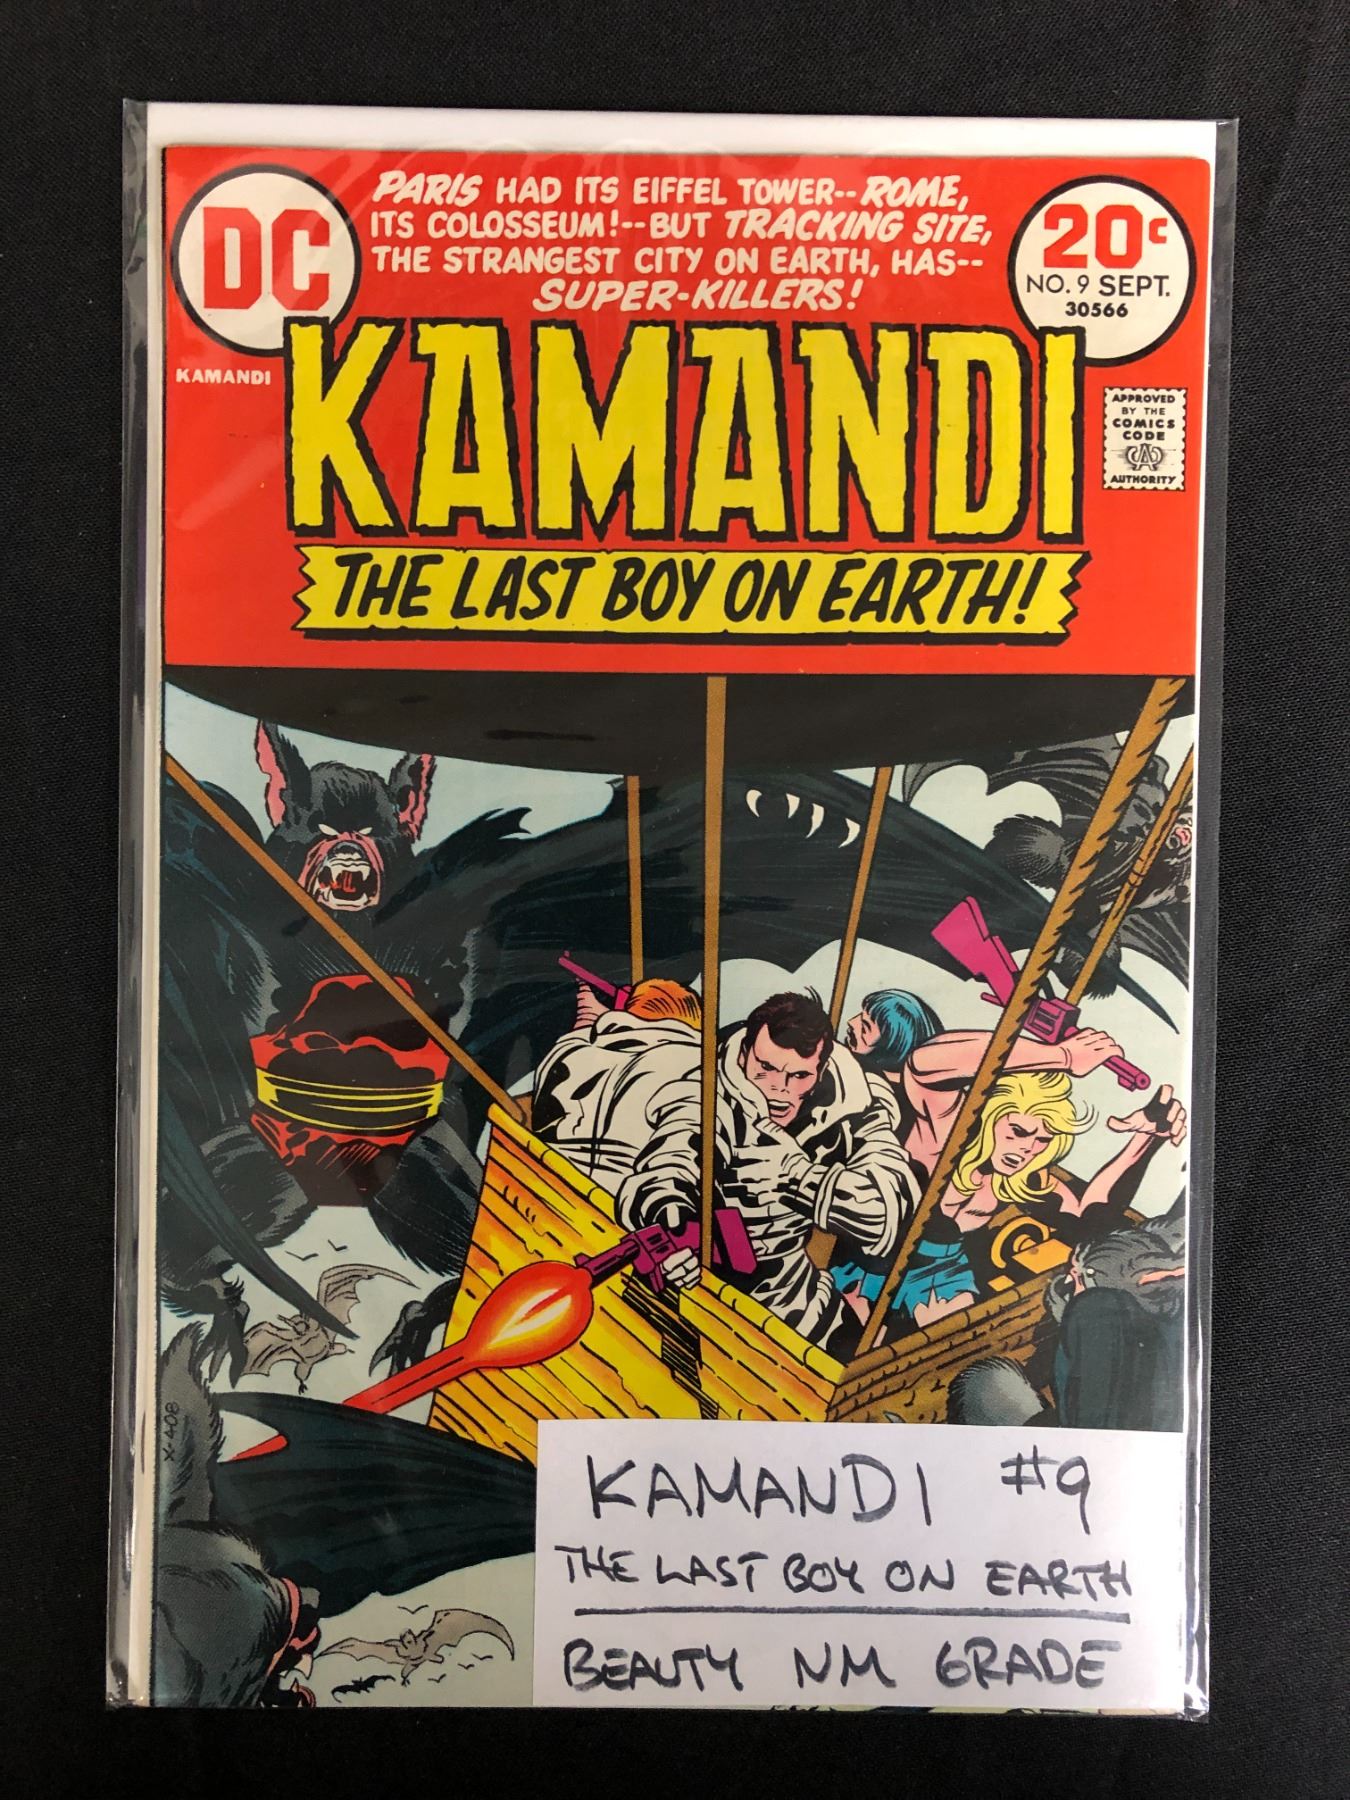 DC
PARIS HAD ITS EIFFEL TOWER-- ROME,
ITS COLOSSEUM!-- BUT TRACKING SITE,
THE STRANGEST CITY ON EARTH, HAS--
SUPER-KILLERS!
20¢
NO. 9 SEPT.
30566
KAMANDI
KAMANDI
THE LAST BOY ON EARTH!
APPROVED
BY THE
COMICS
CODE
CA
AUTHORITY
X-408
KAMANDI #9
THE LAST BOY ON EARTH
BEAUTY NM GRADE